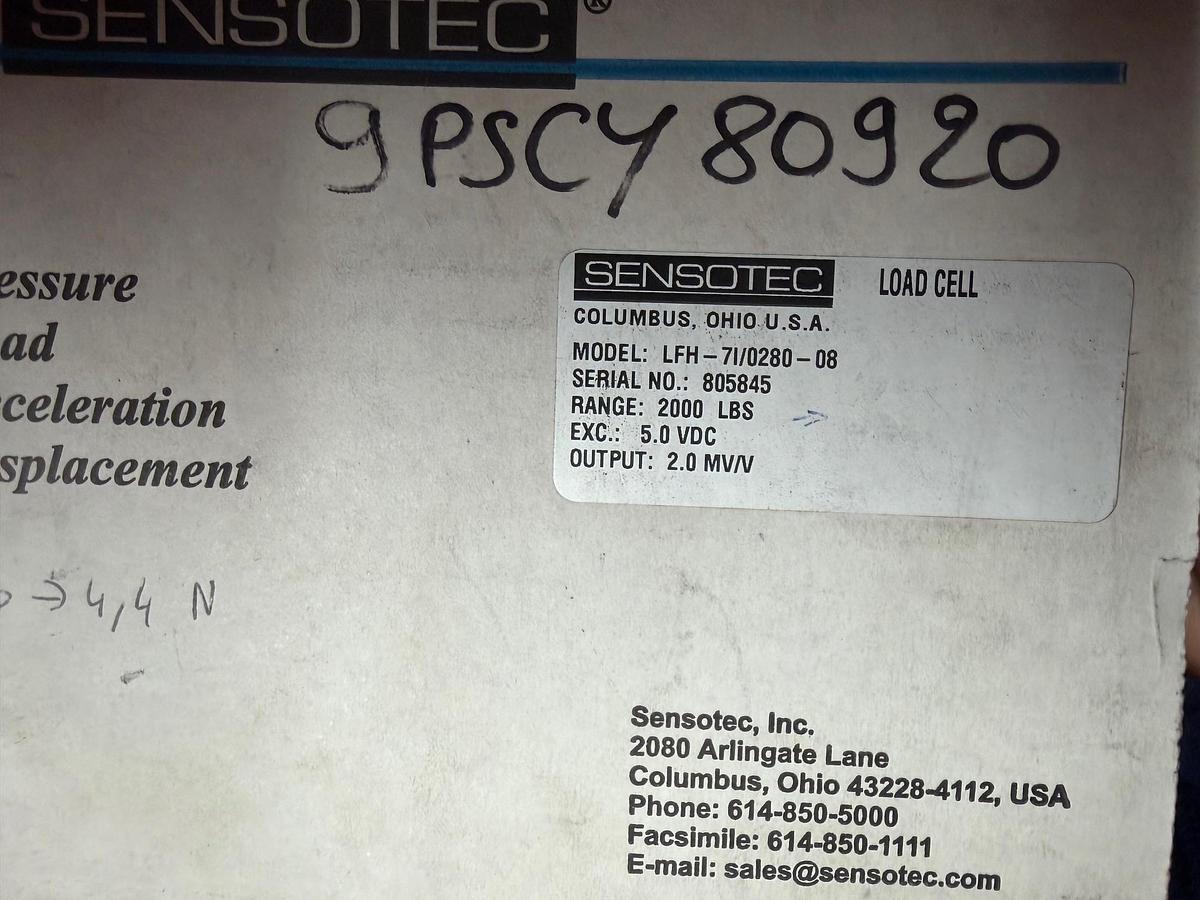 SENSOTEC ®
9PSCY80920
essure
ad
cceleration
splacement
SENSOTEC LOAD CELL
COLUMBUS, OHIO U.S.A.
MODEL: LFH–7I/0280–08
SERIAL NO.: 805845
RANGE: 2000 LBS
EXC.: 5.0 VDC
OUTPUT: 2.0 MV/V
→ 4,4 N
Sensotec, Inc.
2080 Arlingate Lane
Columbus, Ohio 43228-4112, USA
Phone: 614-850-5000
Facsimile: 614-850-1111
E-mail: sales@sensotec.com